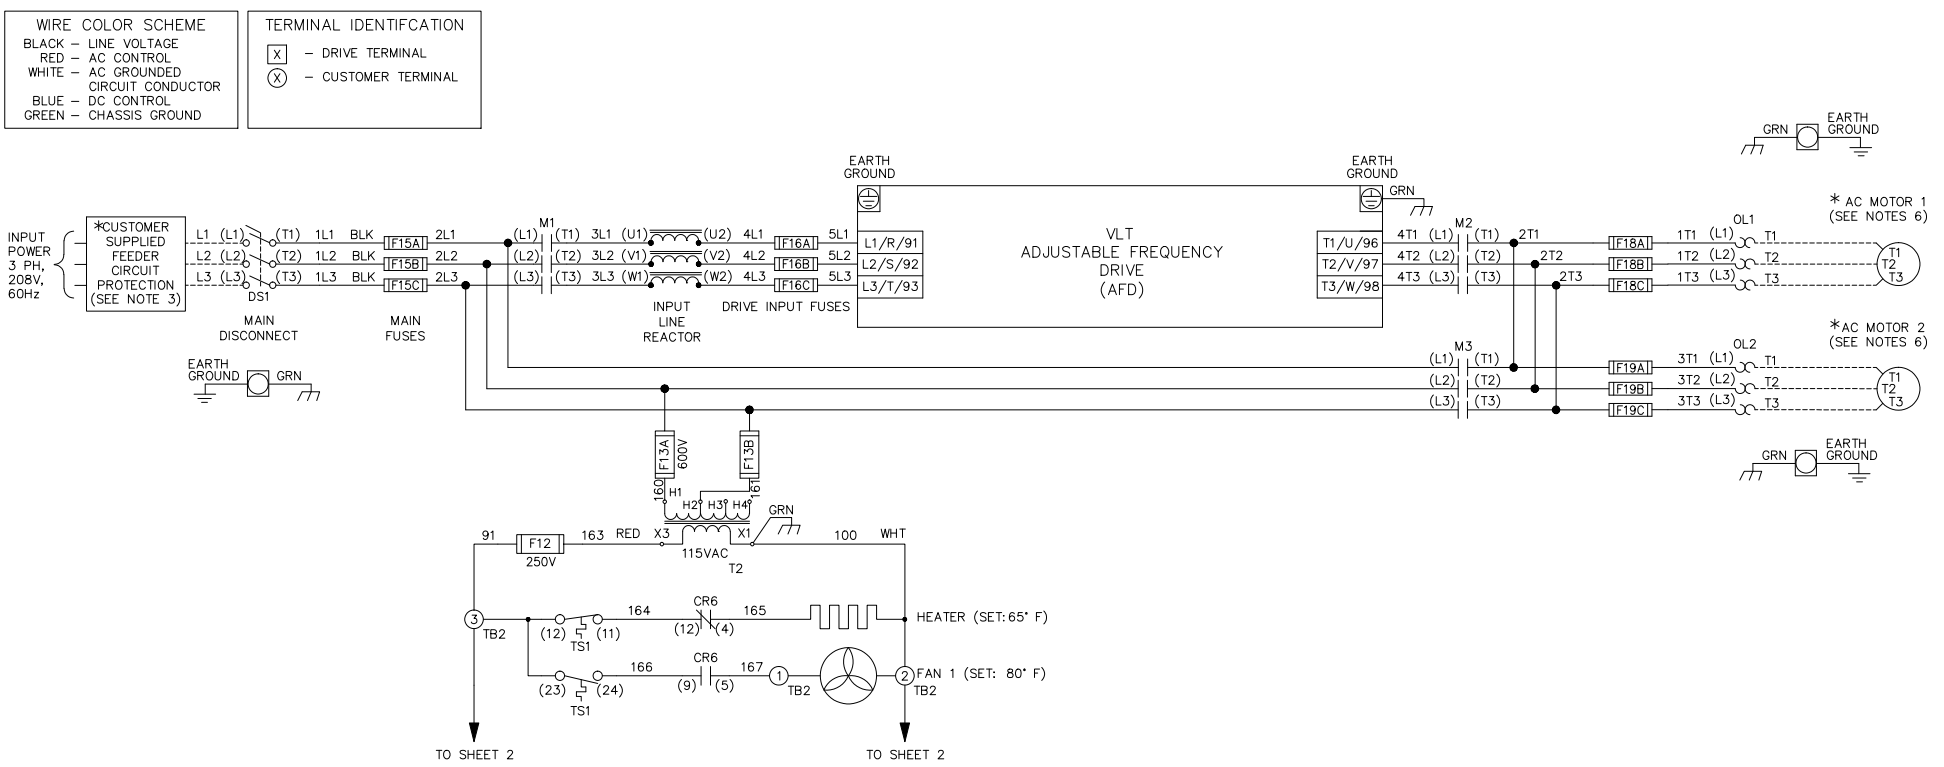 WIRE COLOR SCHEME
BLACK – LINE VOLTAGE
RED – AC CONTROL
WHITE – AC GROUNDED
CIRCUIT CONDUCTOR
BLUE – DC CONTROL
GREEN – CHASSIS GROUND
TERMINAL IDENTIFCATION
X – DRIVE TERMINAL
X – CUSTOMER TERMINAL
GRN
EARTH
GROUND
EARTH
GROUND
EARTH
GROUND
GRN
INPUT
POWER
3 PH,
208V,
60Hz
*CUSTOMER
SUPPLIED
FEEDER
CIRCUIT
PROTECTION
(SEE NOTE 3)
L1 (L1) (T1) 1L1 BLK F15A 2L1 (L1) M1 (T1) 3L1 (U1) (U2) 4L1 F16A 5L1 L1/R/91
L2 (L2) 1L2 BLK F15B 2L2 (L2) (T2) 3L2 (V1) (V2) 4L2 F16B 5L2 L2/S/92
L3 (L3) (T3) 1L3 BLK F15C 2L3 (L3) (T3) 3L3 (W1) (W2) 4L3 F16C 5L3 L3/T/93
DS1
MAIN
DISCONNECT
MAIN
FUSES
INPUT
LINE
REACTOR
DRIVE INPUT FUSES
VLT
ADJUSTABLE FREQUENCY
DRIVE
(AFD)
T1/U/96 4T1 (L1) M2 (T1) 2T1 F18A 1T1 (L1) OL1 T1
T2/V/97 4T2 (L2) (T2) 2T2 F18B 1T2 (L2) T2
T3/W/98 4T3 (L3) (T3) 2T3 F18C 1T3 (L3) T3
* AC MOTOR 1
(SEE NOTES 6)
T1
T2
T3
EARTH
GROUND
GRN
(L1) M3 (T1) F19A 3T1 (L1) OL2 T1
(L2) (T2) F19B 3T2 (L2) T2
(L3) (T3) F19C 3T3 (L3) T3
*AC MOTOR 2
(SEE NOTES 6)
T1
T2
T3
GRN
EARTH
GROUND
F13A
600V
F13B
160
161
H1
H2 H3 H4
GRN
91 F12 163 RED X3 X1 100 WHT
250V
115VAC
T2
3
TB2
(12) (11)
TS1
164
CR6
(12) (4)
165
HEATER (SET:65° F)
(23) (24)
TS1
166
CR6
(9) (5)
167
1
TB2
2
TB2
FAN 1 (SET: 80° F)
TO SHEET 2
TO SHEET 2